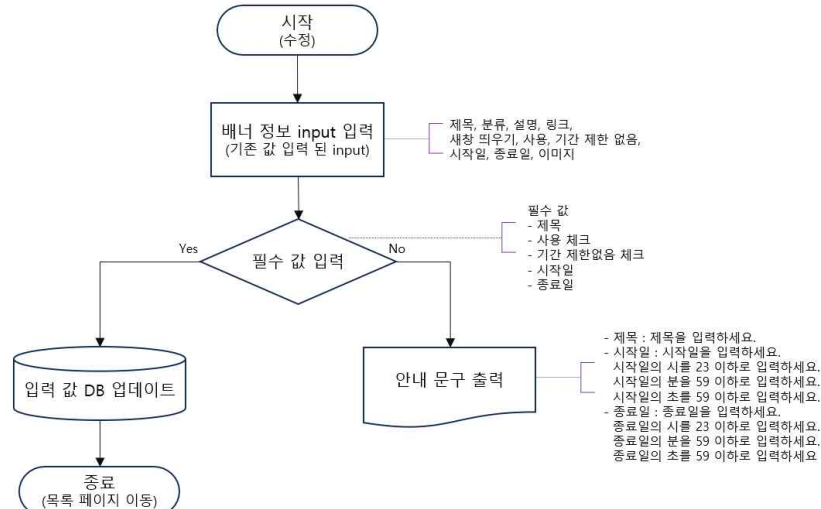 시작
(수정)
배너 정보 input 입력
(기존 값 입력 된 input)
제목, 분류, 설명, 링크,
새창 띄우기, 사용, 기간 제한 없음,
시작일, 종료일, 이미지
필수 값
- 제목
- 사용 체크
- 기간 제한없음 체크
- 시작일
- 종료일
Yes
필수 값 입력
No
입력 값 DB 업데이트
안내 문구 출력
- 제목 : 제목을 입력하세요.
- 시작일 : 시작일을 입력하세요.
시작일의 시를 23 이하로 입력하세요.
시작일의 분을 59 이하로 입력하세요.
시작일의 초를 59 이하로 입력하세요.
- 종료일 : 종료일을 입력하세요.
종료일의 시를 23 이하로 입력하세요.
종료일의 분을 59 이하로 입력하세요.
종료일의 초를 59 이하로 입력하세요
종료
(목록 페이지 이동)